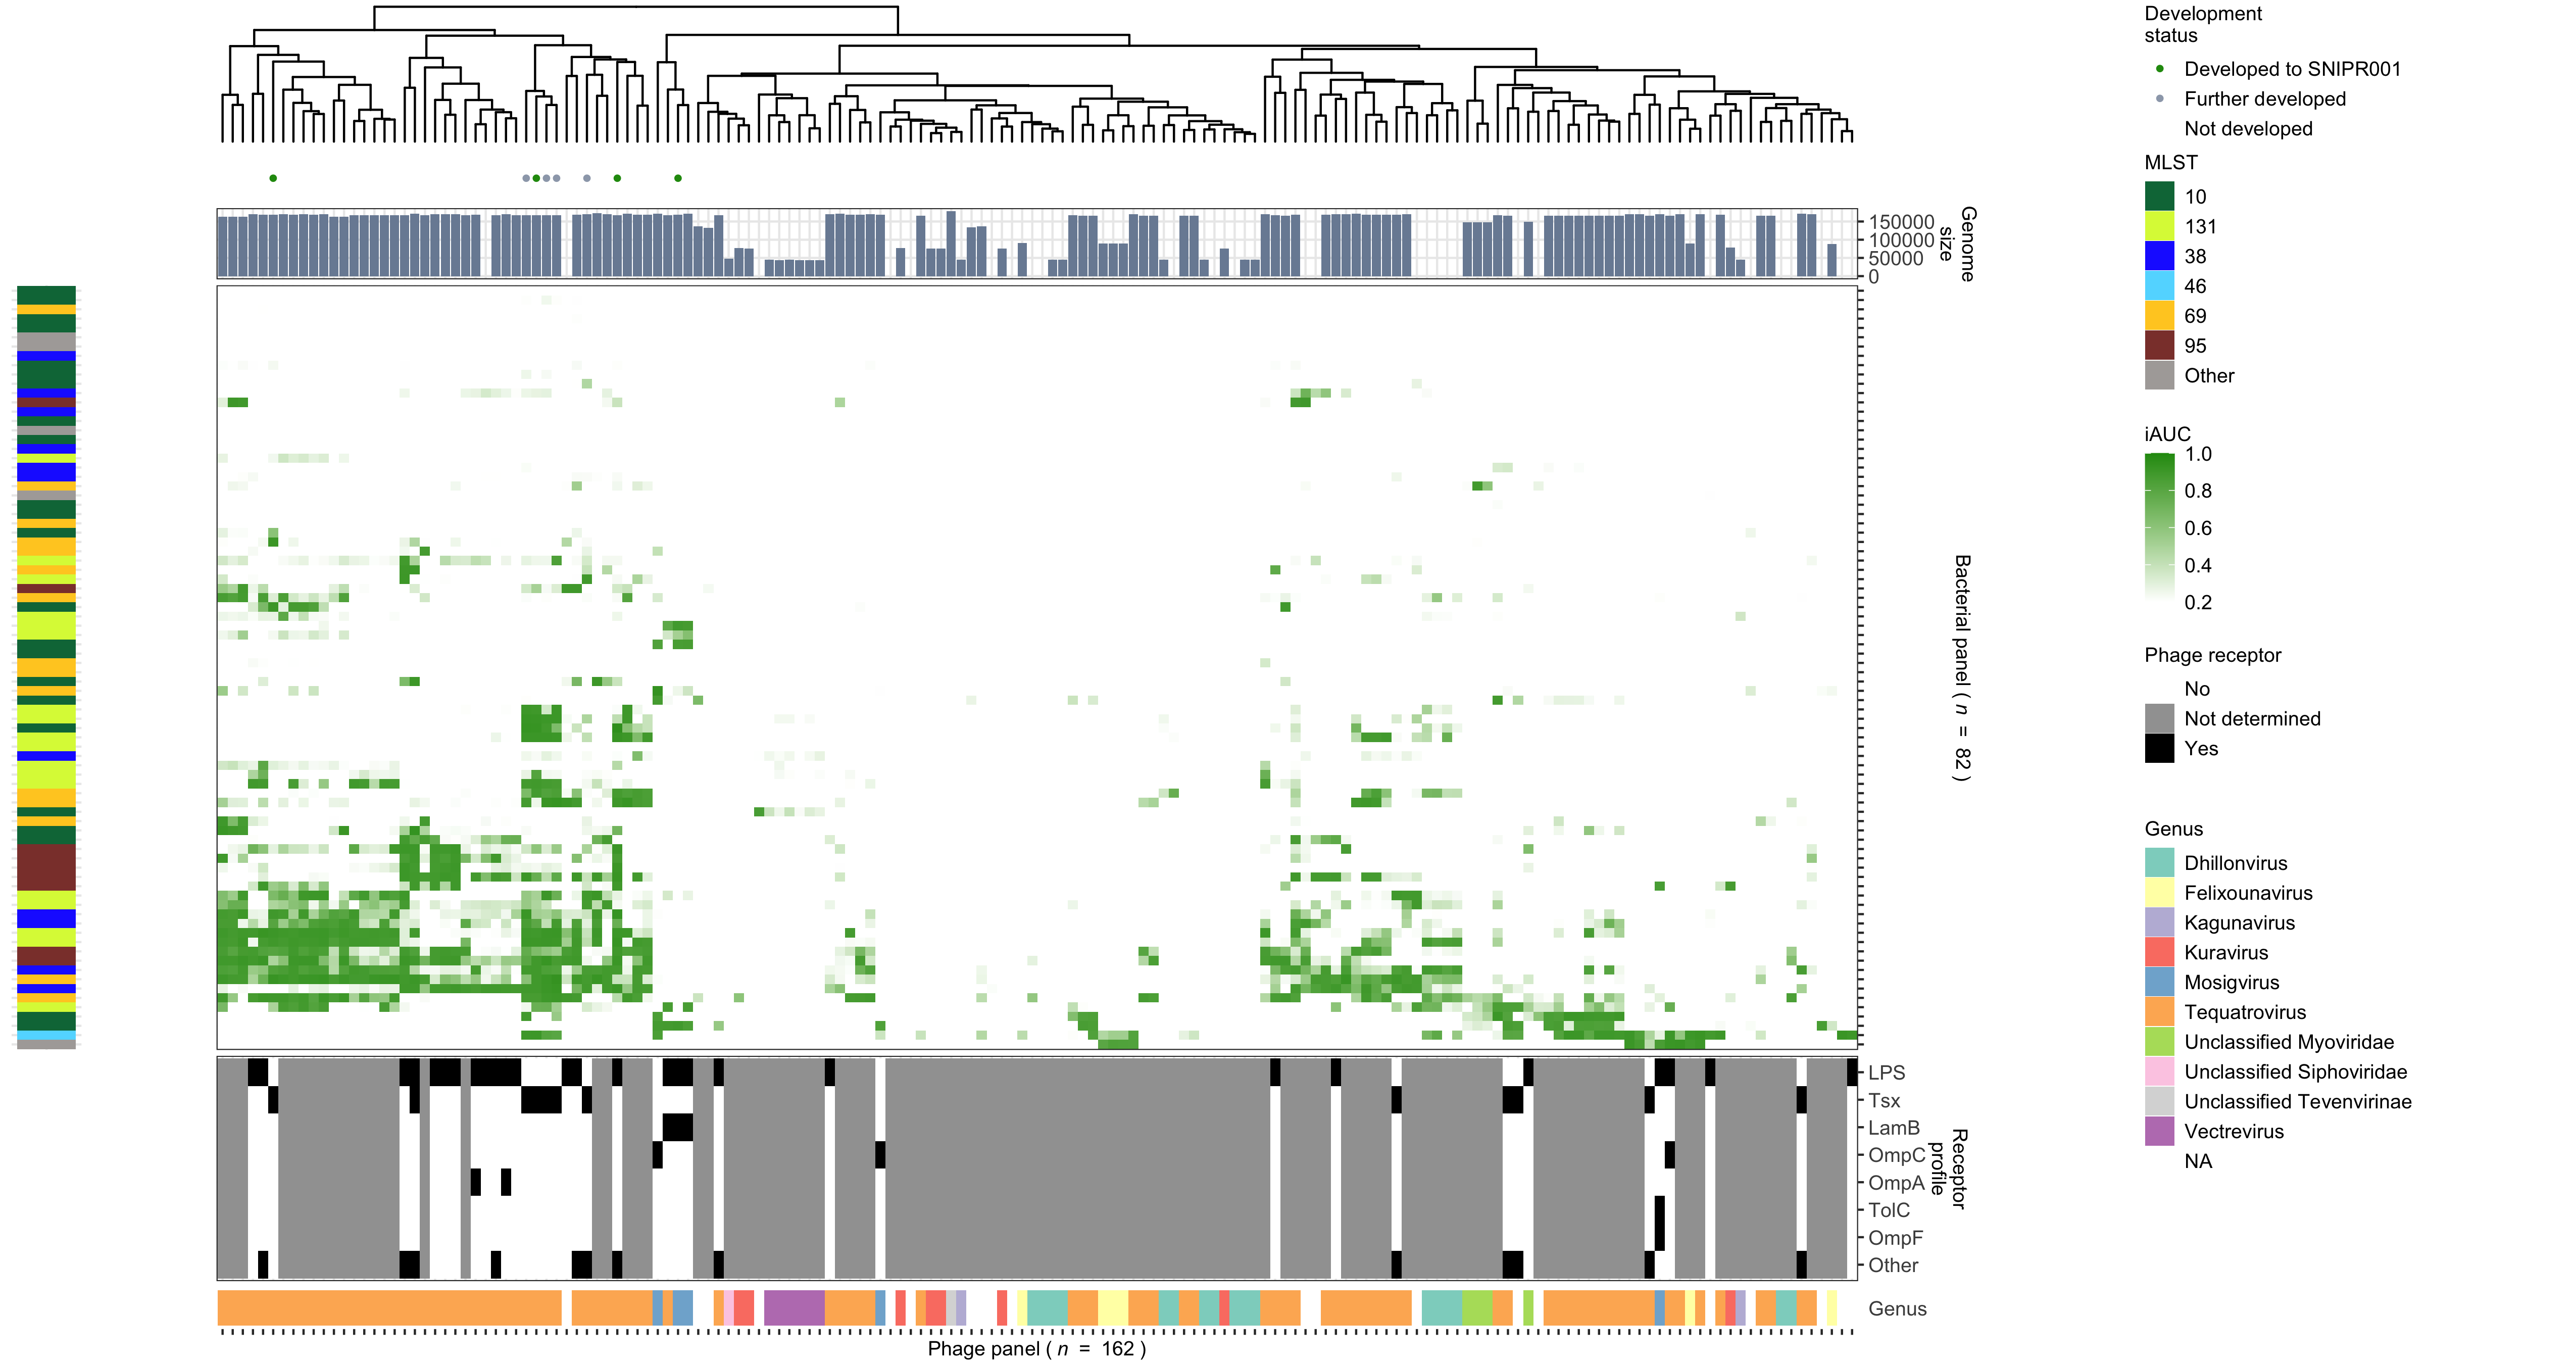 Development
status
Developed to SNIPR001
Further developed
Not developed
MLST
10
131
38
46
69
95
Other
iAUC
1.0
0.8
0.6
0.4
0.2
Phage receptor
No
Not determined
Yes
Genus
Dhillonvirus
Felixounavirus
Kagunavirus
Kuravirus
Mosigvirus
Tequatrovirus
Unclassified Myoviridae
Unclassified Siphoviridae
Unclassified Tevenvirinae
Vectrevirus
NA
150000
100000
50000
0
Genome
size
Bacterial panel ( n = 82 )
LPS
Tsx
LamB
OmpC
OmpA
TolC
OmpF
Other
Receptor
profile
Genus
Phage panel ( n = 162 )